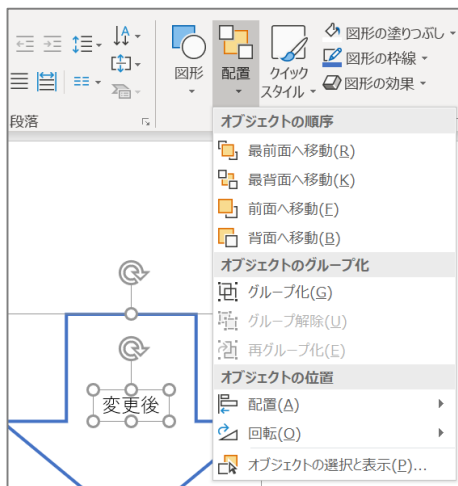 図形
配置
クイック
スタイル
図形の塗りつぶし
図形の枠線
図形の効果
段落
オブジェクトの順序
最前面へ移動(R)
最背面へ移動(K)
前面へ移動(F)
背面へ移動(B)
オブジェクトのグループ化
グループ化(G)
グループ解除(U)
再グループ化(E)
オブジェクトの位置
配置(A)
回転(O)
オブジェクトの選択と表示(P)...
変更後